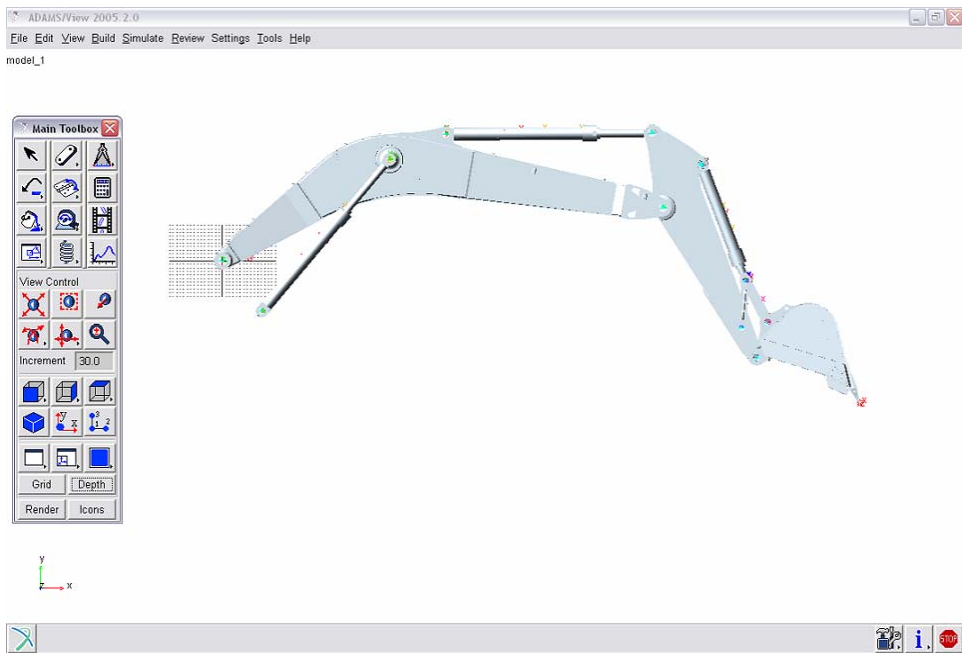 ADAMS/View 2005.2.0
File Edit View Build Simulate Review Settings Tools Help
model_1
Main Toolbox
View Control
Increment 30.0
Grid Depth
Render Icons
y
z x
STOP